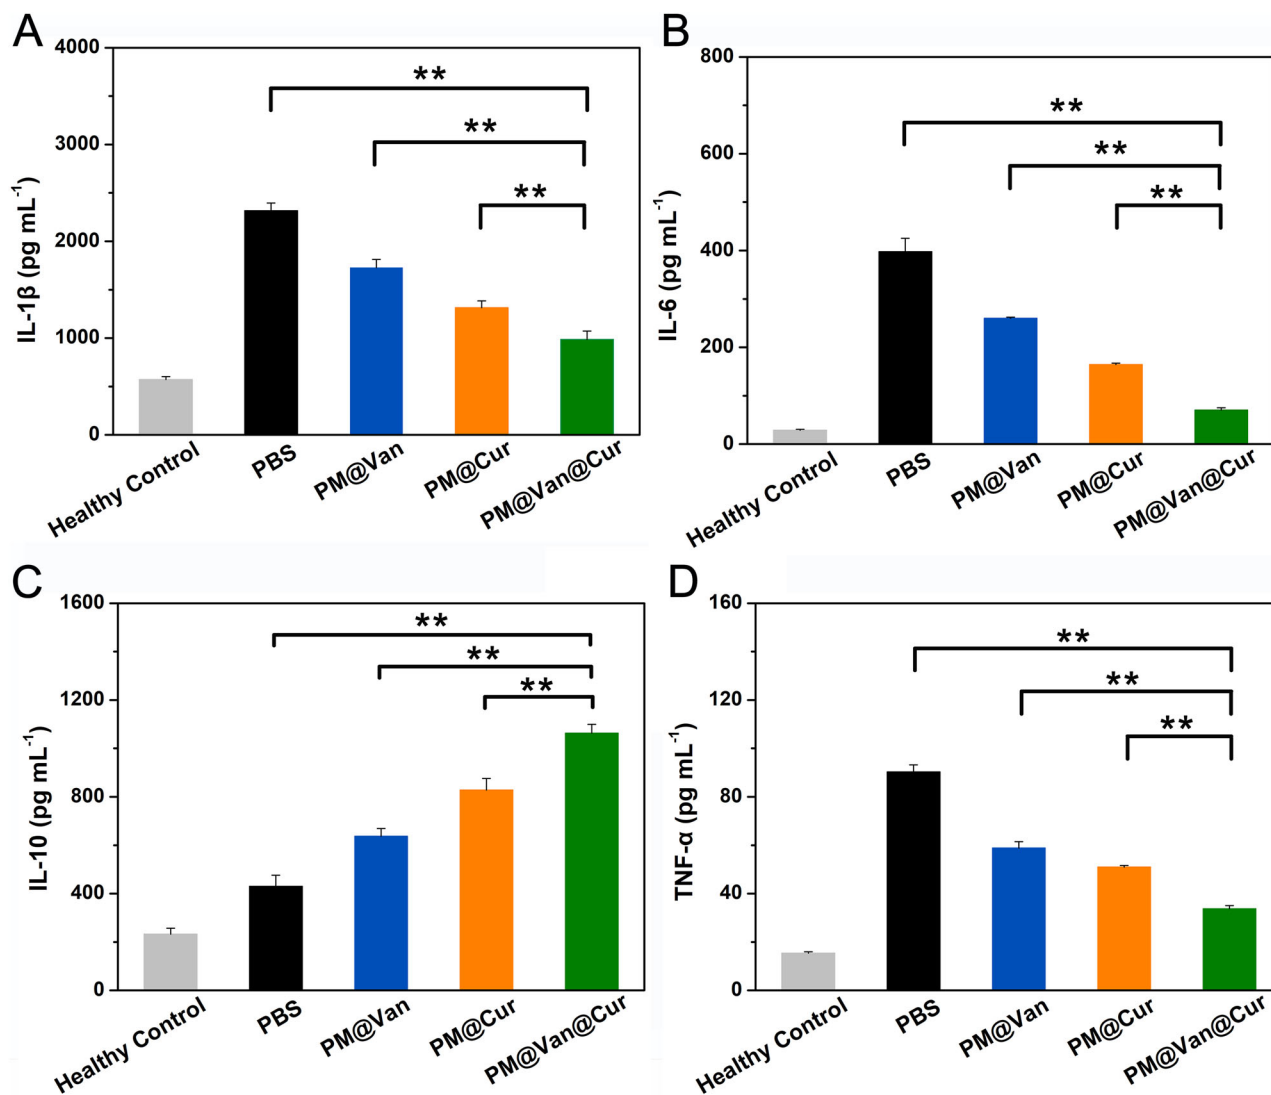 A
4000
3000
2000
1000
0
IL-1β (pg mL-1)
**
**
**
Healthy Control
PBS
PM@Van
PM@Cur
PM@Van@Cur
B
800
600
400
200
0
IL-6 (pg mL-1)
**
**
**
Healthy Control
PBS
PM@Van
PM@Cur
PM@Van@Cur
C
1600
1200
800
400
0
IL-10 (pg mL-1)
**
**
**
Healthy Control
PBS
PM@Van
PM@Cur
PM@Van@Cur
D
160
120
80
40
0
TNF-α (pg mL-1)
**
**
**
Healthy Control
PBS
PM@Van
PM@Cur
PM@Van@Cur